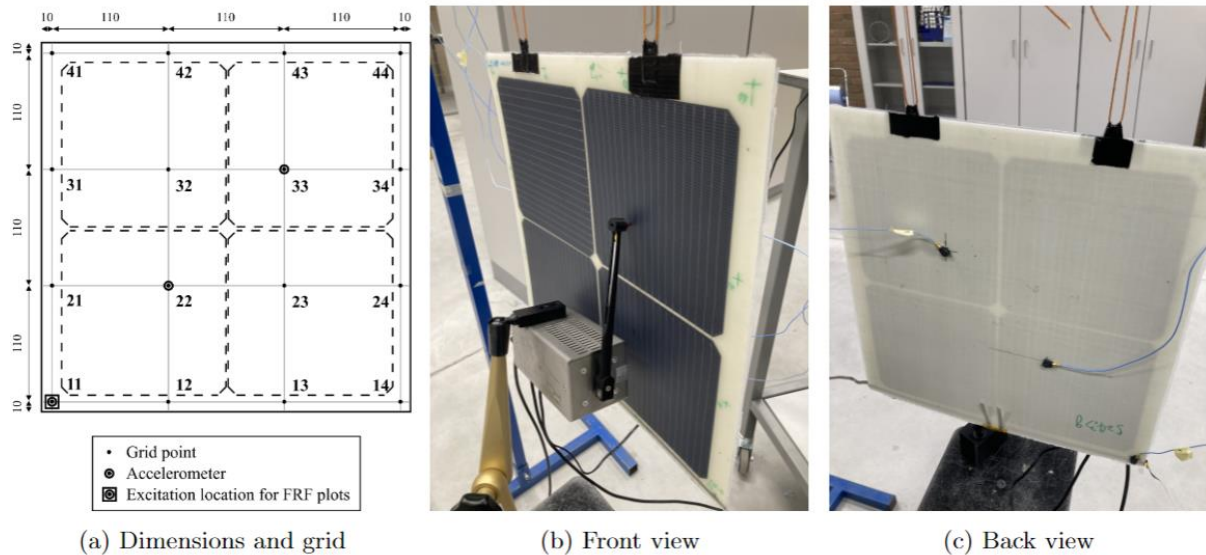 10 110 110 110 10
10
41 42 43 44
110
31 32 33 34
110
21 22 23 24
110
11 12 13 14
10
Grid point
Accelerometer
Excitation location for FRF plots
(a) Dimensions and grid
(b) Front view
(c) Back view